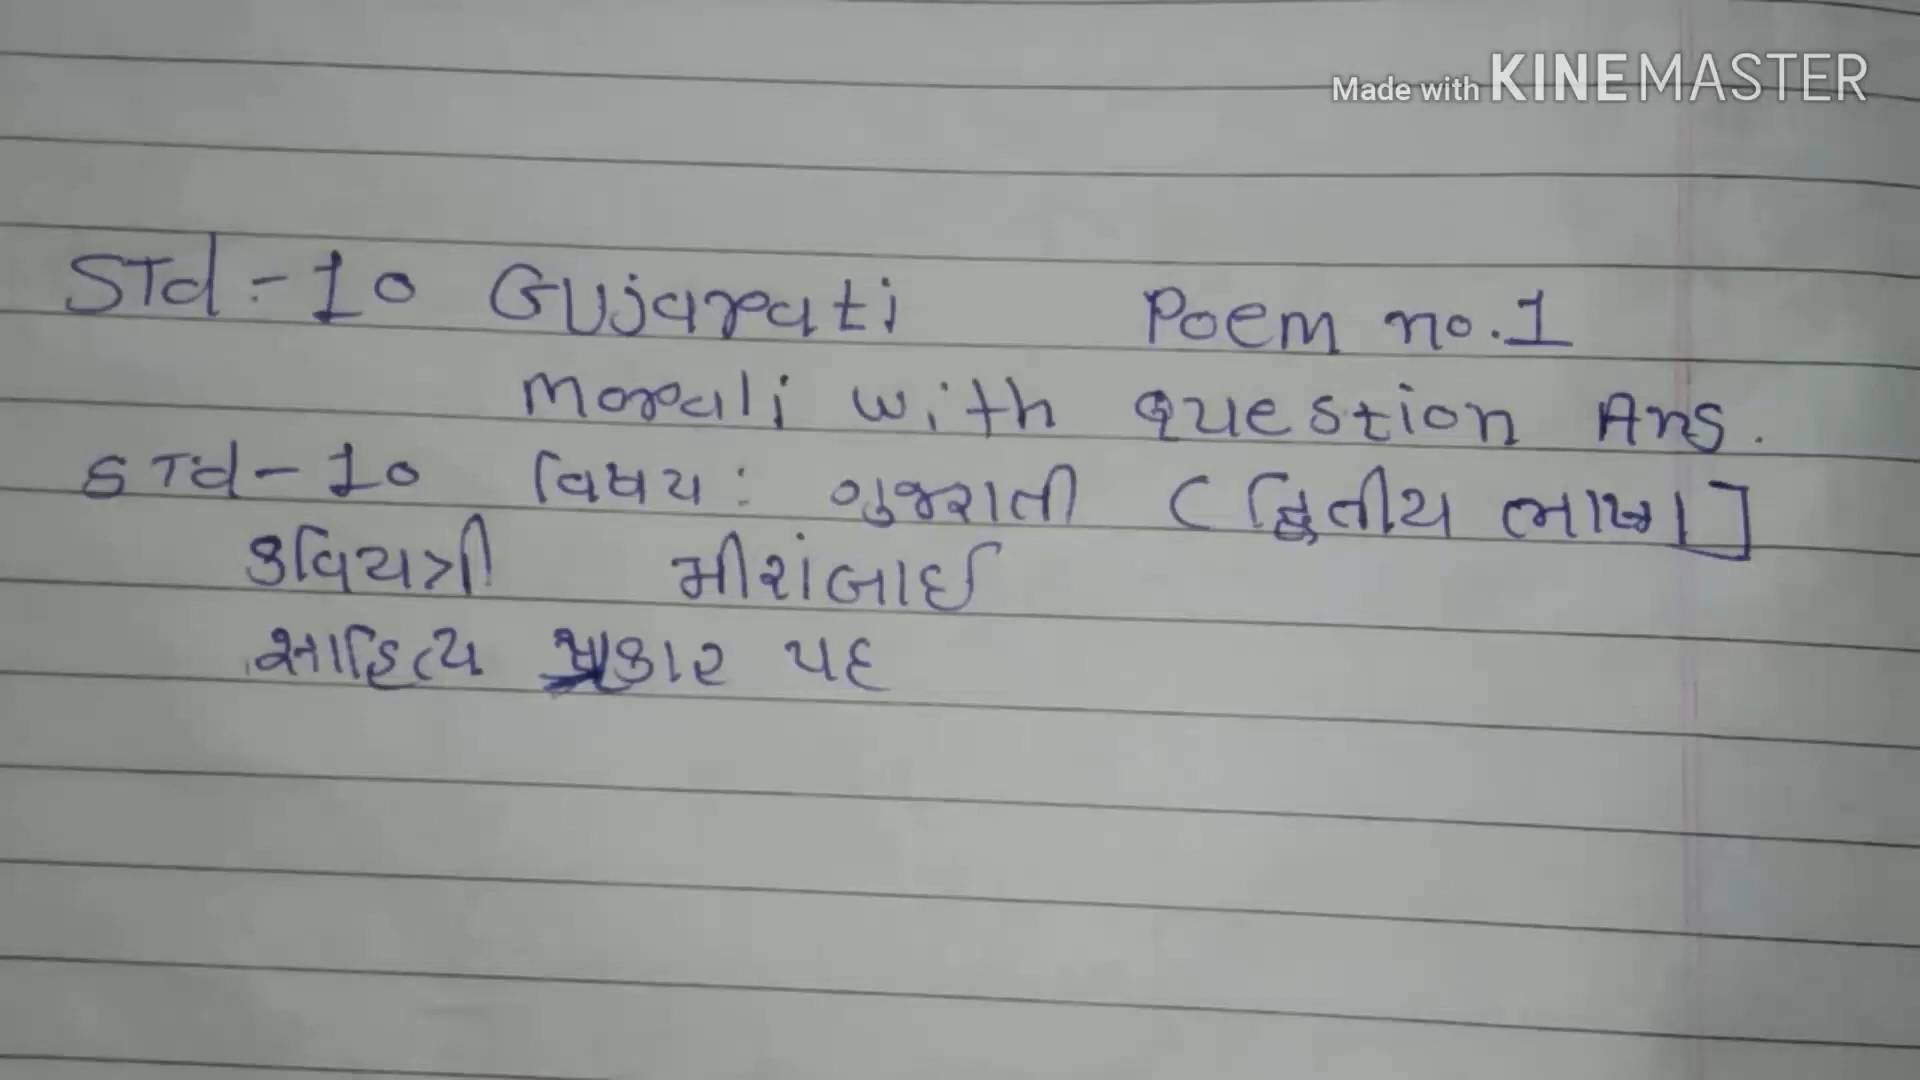 Made with KINEMASTER
STd - 10 Gujarati Poem no. 1
Morali with question Ans.
STd - 10 વિષય : ગુજરાતી ( દ્વિતીય ભાષા ]
કવિયત્રી મીરાંબાઈ
સાહિત્ય પ્રકાર પદ